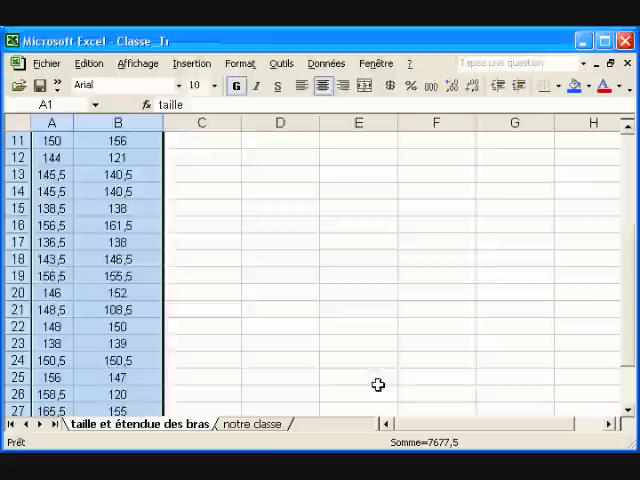 Microsoft Excel - Classe_Tr
Fichier Edition Affichage Insertion Format Outils Données Fenêtre ? Tapez une question
Arial 10 G I S $ % 000
A1 fx taille
A B C D E F G H
11 150 156
12 144 121
13 145,5 140,5
14 145,5 140,5
15 138,5 138
16 156,5 161,5
17 136,5 138
18 143,5 146,5
19 156,5 155,5
20 146 152
21 148,5 108,5
22 148 150
23 138 139
24 150,5 150,5
25 156 147
26 158,5 120
27 165,5 155
taille et étendue des bras notre classe
Prêt Somme=7677,5